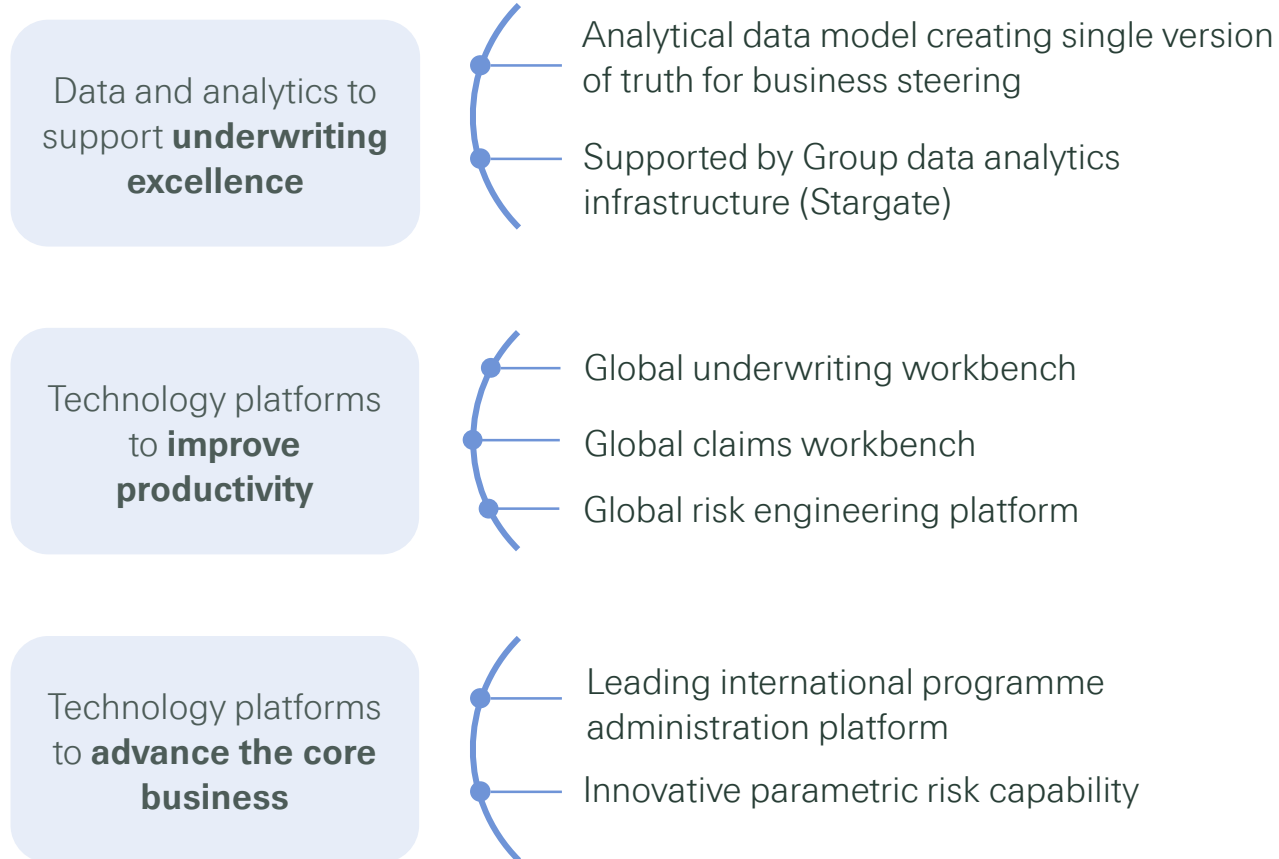 Data and analytics to
support underwriting
excellence
Analytical data model creating single version
of truth for business steering
Supported by Group data analytics
infrastructure (Stargate)
Technology platforms
to improve
productivity
Global underwriting workbench
Global claims workbench
Global risk engineering platform
Technology platforms
to advance the core
business
Leading international programme
administration platform
Innovative parametric risk capability